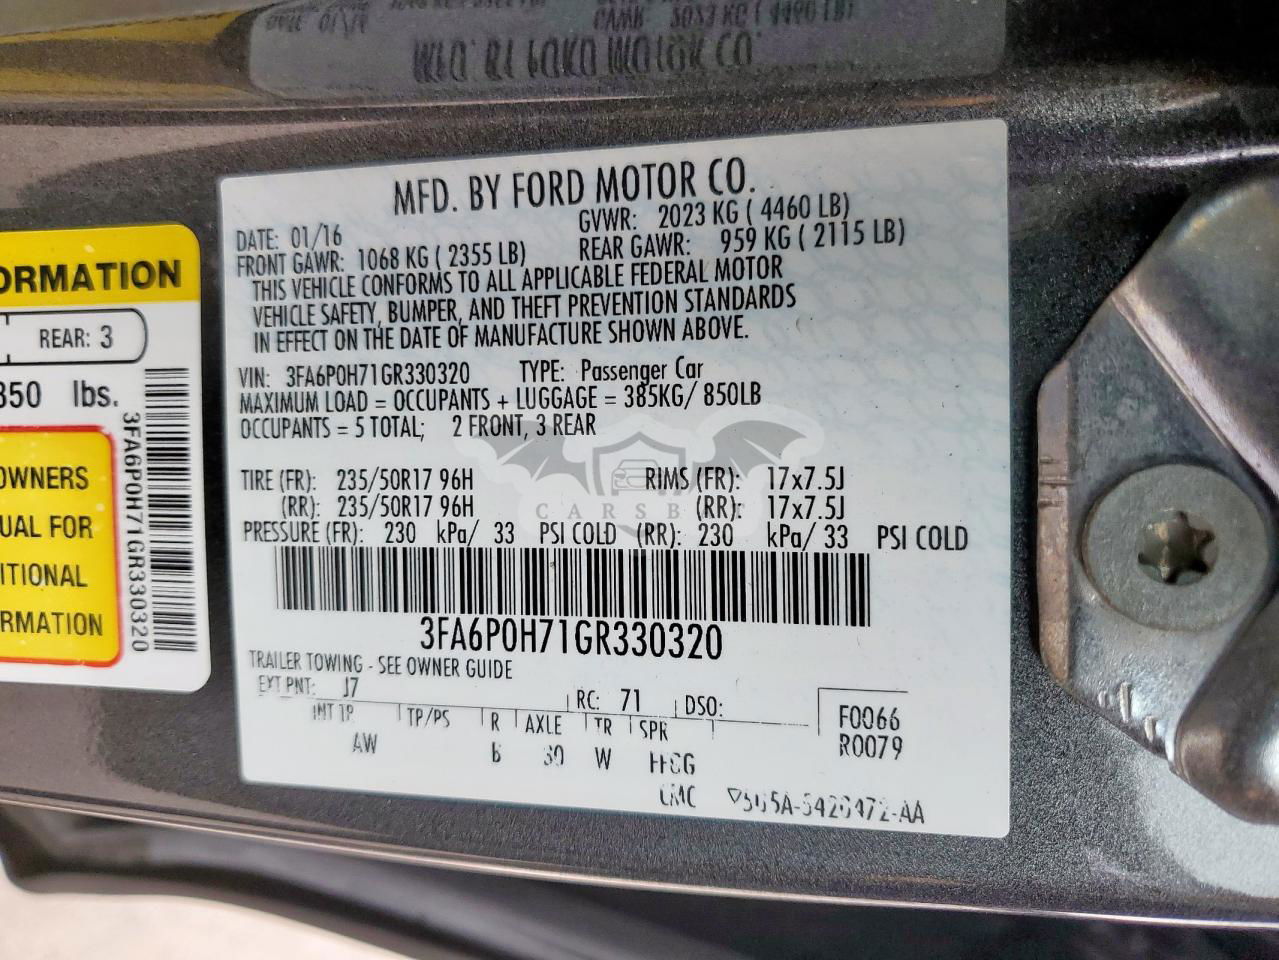 MFD. BY FORD MOTOR CO.
DATE: 01/16 GVWR: 2023 KG ( 4460 LB)
FRONT GAWR: 1068 KG ( 2355 LB) REAR GAWR: 959 KG ( 2115 LB)
THIS VEHICLE CONFORMS TO ALL APPLICABLE FEDERAL MOTOR
VEHICLE SAFETY, BUMPER, AND THEFT PREVENTION STANDARDS
IN EFFECT ON THE DATE OF MANUFACTURE SHOWN ABOVE.
VIN: 3FA6P0H71GR330320 TYPE: Passenger Car
MAXIMUM LOAD = OCCUPANTS + LUGGAGE = 385KG/ 850LB
OCCUPANTS = 5 TOTAL; 2 FRONT, 3 REAR
TIRE (FR): 235/50R17 96H RIMS (FR): 17x7.5J
(RR): 235/50R17 96H (RR): 17x7.5J
PRESSURE (FR): 230 kPa/ 33 PSI COLD (RR): 230 kPa/ 33 PSI COLD
3FA6P0H71GR330320
TRAILER TOWING - SEE OWNER GUIDE
EXT PNT: J7 RC: 71 DSO:
INT TR TP/PS R AXLE TR SPR
AW W
F0066
R0079
ORMATION
REAR: 3
850 lbs.
OWNERS
UAL FOR
ITIONAL
RMATION
3FA6P0H71GR330320
CARSB